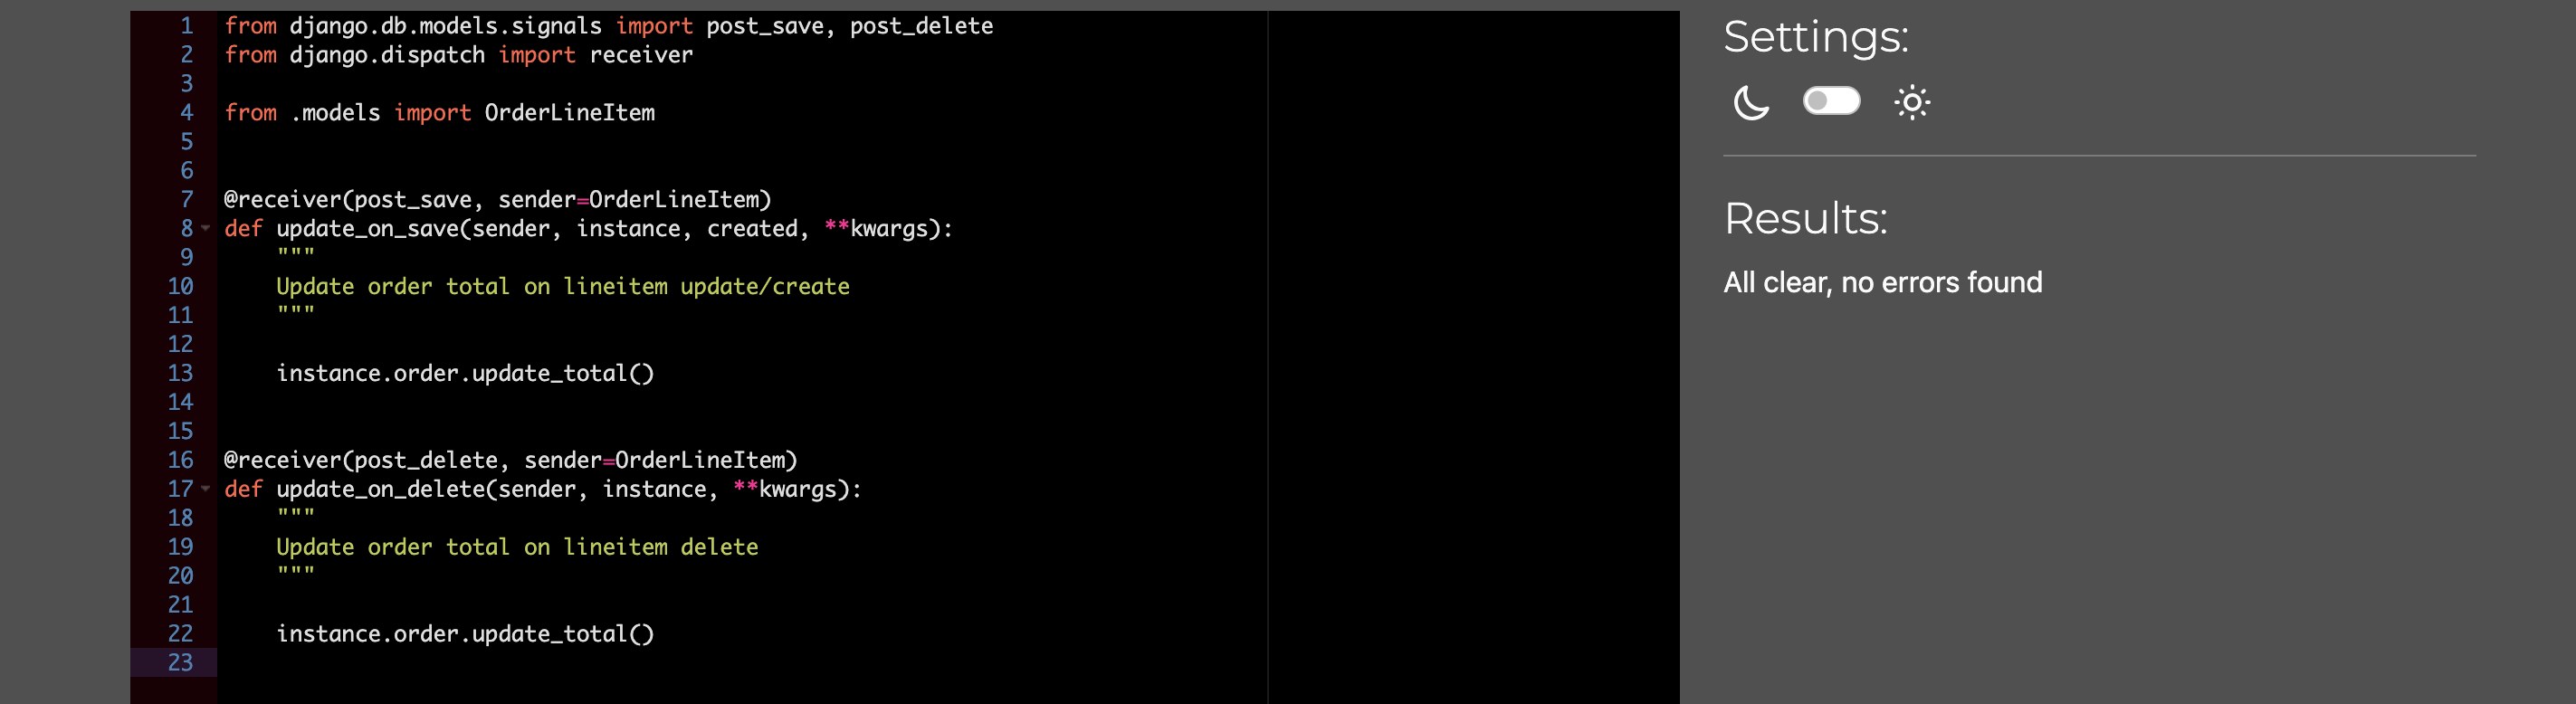 1 from django.db.models.signals import post_save, post_delete
2 from django.dispatch import receiver
3
4 from .models import OrderLineItem
5
6
7 @receiver(post_save, sender=OrderLineItem)
8 def update_on_save(sender, instance, created, **kwargs):
9     """
10     Update order total on lineitem update/create
11     """
12
13     instance.order.update_total()
14
15
16 @receiver(post_delete, sender=OrderLineItem)
17 def update_on_delete(sender, instance, **kwargs):
18     """
19     Update order total on lineitem delete
20     """
21
22     instance.order.update_total()
23
Settings:
Results:
All clear, no errors found